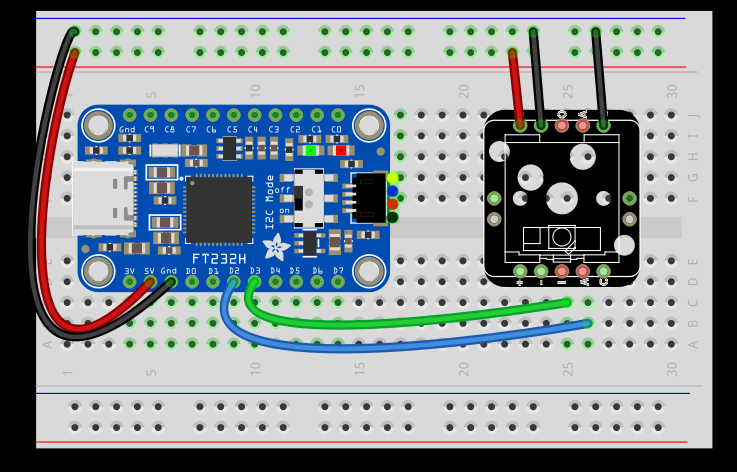 1 5 10 15 20 25 30
J
I
H
G
F
Gnd C9 C8 C7 C6 C5 C4 C3 C2 C1 C0
I2C Mode
off
on
FT232H
3V 5V Gnd D0 D1 D2 D3 D4 D5 D6 D7
E
D
C
B
A
E
D
C
B
A
1 5 10 15 20 25 30